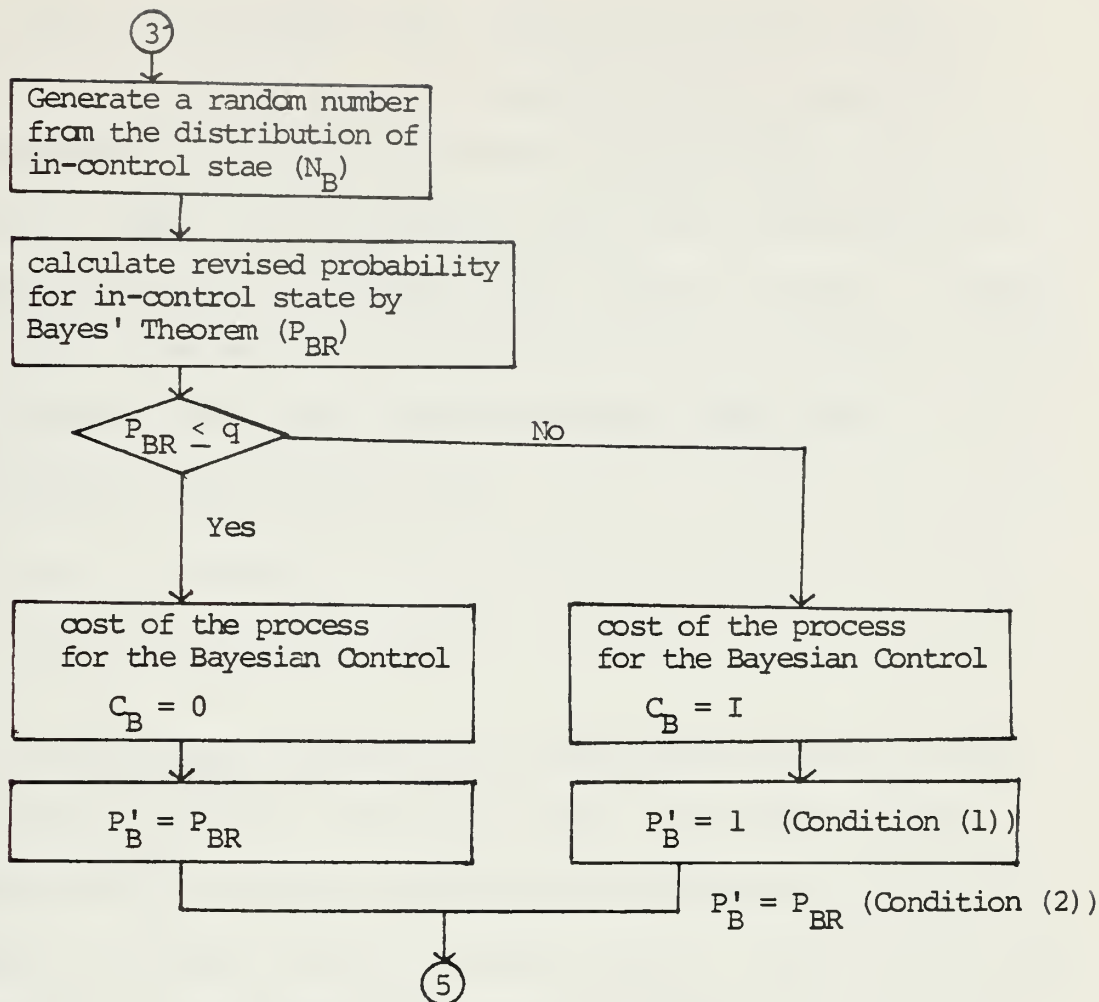 3
Generate a random number
from the distribution of
in-control stae (N_B)
calculate revised probability
for in-control state by
Bayes' Theorem (P_BR)
P_BR ≤ q
No
Yes
cost of the process
for the Bayesian Control
C_B = 0
cost of the process
for the Bayesian Control
C_B = I
P'_B = P_BR
P'_B = 1 (Condition (1))
P'_B = P_BR (Condition (2))
5